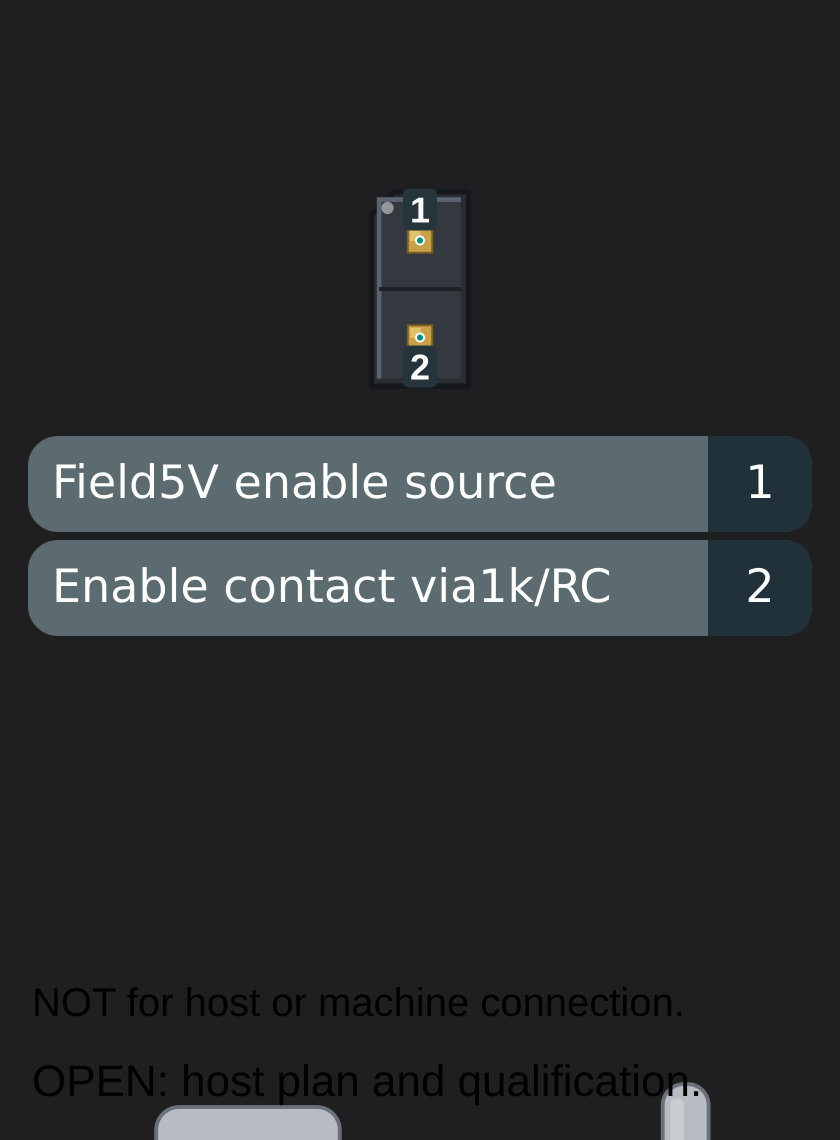 1
2
Field5V enable source 1
Enable contact via1k/RC 2
NOT for host or machine connection.
OPEN: host plan and qualification.